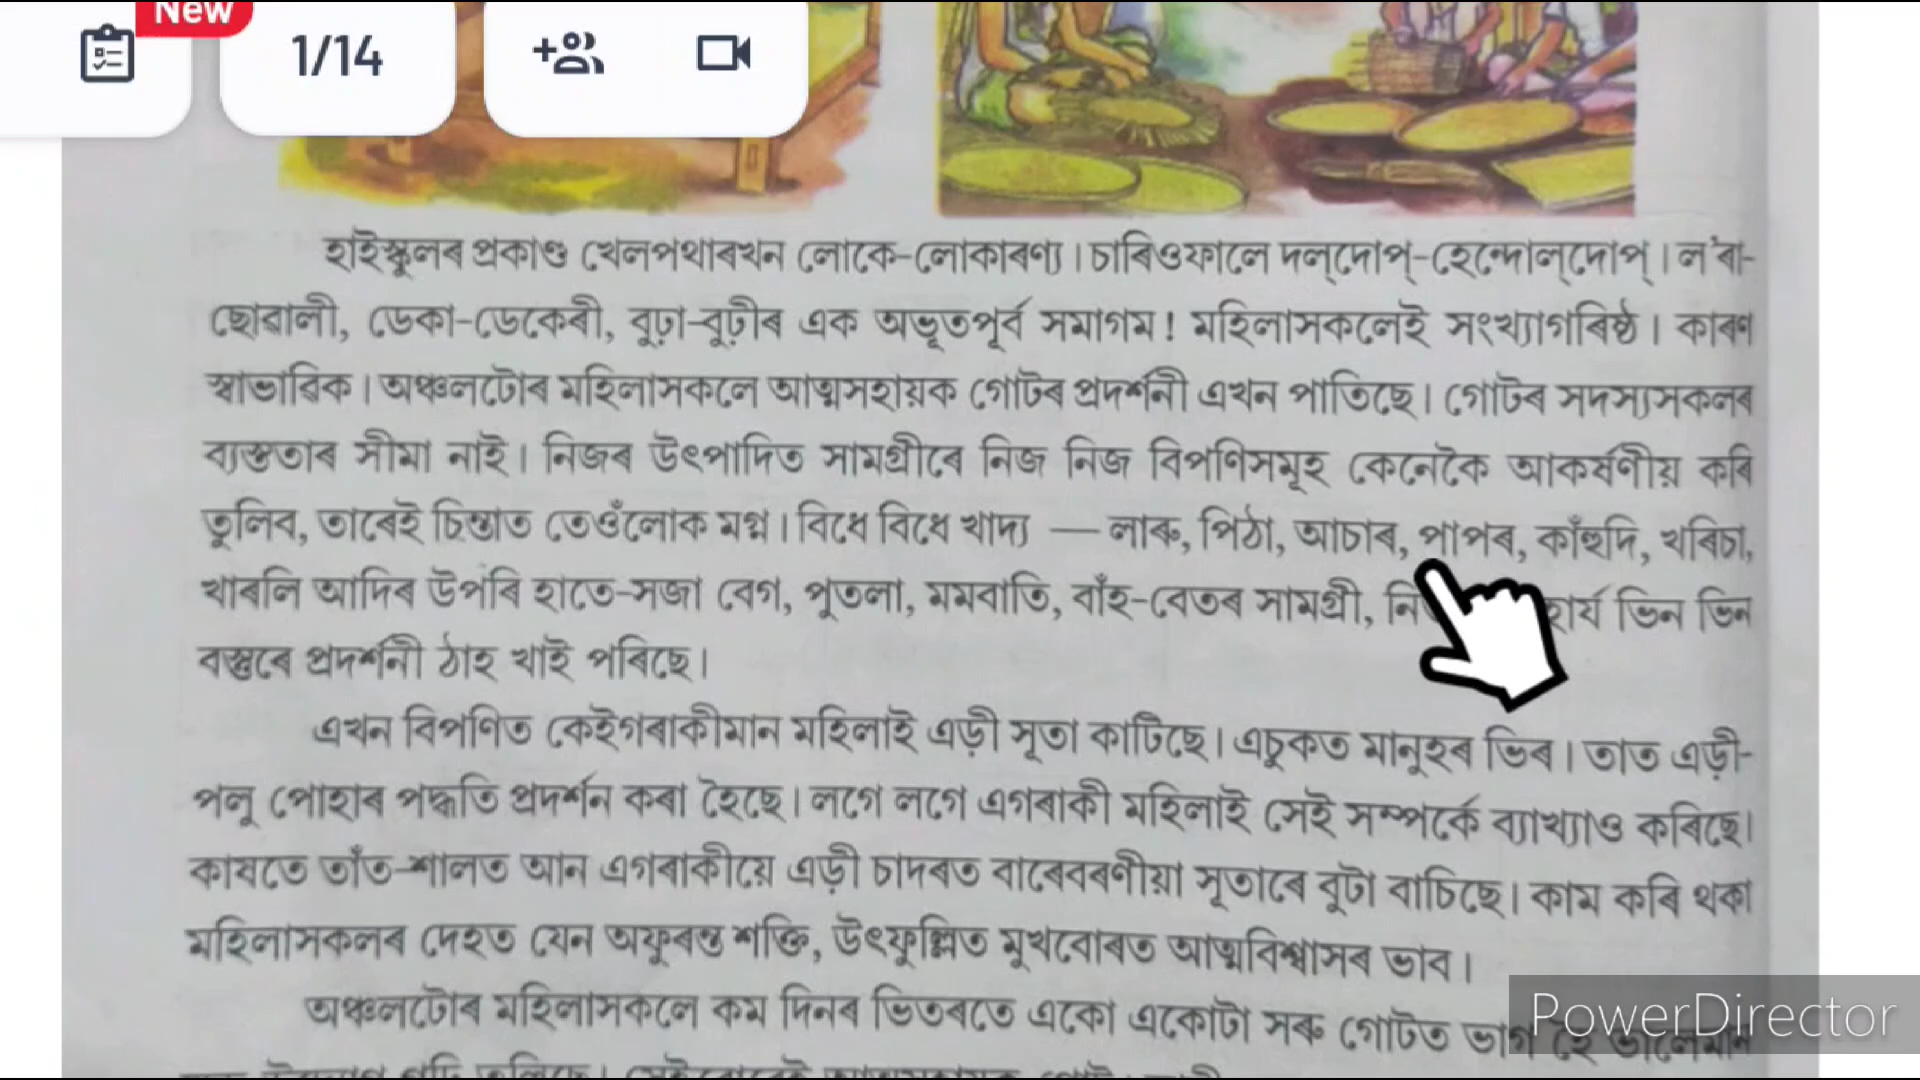 New
1/14
হাইস্কুলৰ প্ৰকাণ্ড খেলপথাৰখন লোকে-লোকাৰণ্য। চাৰিওফালে দল্‌দোপ্‌-হেন্দোল্‌দোপ্‌। ল'ৰা-
ছোৱালী, ডেকা-ডেকেৰী, বুঢ়া-বুঢ়ীৰ এক অভূতপূৰ্ব সমাগম! মহিলাসকলেই সংখ্যাগৰিষ্ঠ। কাৰণ
স্বাভাৱিক। অঞ্চলটোৰ মহিলাসকলে আত্মসহায়ক গোটৰ প্ৰদৰ্শনী এখন পাতিছে। গোটৰ সদস্যসকলৰ
ব্যস্ততাৰ সীমা নাই। নিজৰ উৎপাদিত সামগ্ৰীৰে নিজ নিজ বিপণিসমূহ কেনেকৈ আকৰ্ষণীয় কৰি
তুলিব, তাৰেই চিন্তাত তেওঁলোক মগ্ন। বিধে বিধে খাদ্য — লাৰু, পিঠা, আচাৰ, পাপৰ, কাঁহুদি, খৰিচা,
খাৰলি আদিৰ উপৰি হাতে-সজা বেগ, পুতলা, মমবাতি, বাঁহ-বেতৰ সামগ্ৰী, ভিন ভিন
বস্তুৰে প্ৰদৰ্শনী ঠাহ খাই পৰিছে।
এখন বিপণিত কেইগৰাকীমান মহিলাই এড়ী সূতা কাটিছে। এচুকত মানুহৰ ভিৰ। তাত এড়ী-
পলু পোহাৰ পদ্ধতি প্ৰদৰ্শন কৰা হৈছে। লগে লগে এগৰাকী মহিলাই সেই সম্পৰ্কে ব্যাখ্যাও কৰিছে।
কাষতে তাঁত-শালত আন এগৰাকীয়ে এড়ী চাদৰত বাৰেবৰণীয়া সূতাৰে বুটা বাচিছে। কাম কৰি থকা
মহিলাসকলৰ দেহত যেন অফুৰন্ত শক্তি, উৎফুল্লিত মুখবোৰত আত্মবিশ্বাসৰ ভাব।
অঞ্চলটোৰ মহিলাসকলে কম দিনৰ ভিতৰতে একো একোটা সৰু গোটত ভাগ হৈ ভালেমান
PowerDirector